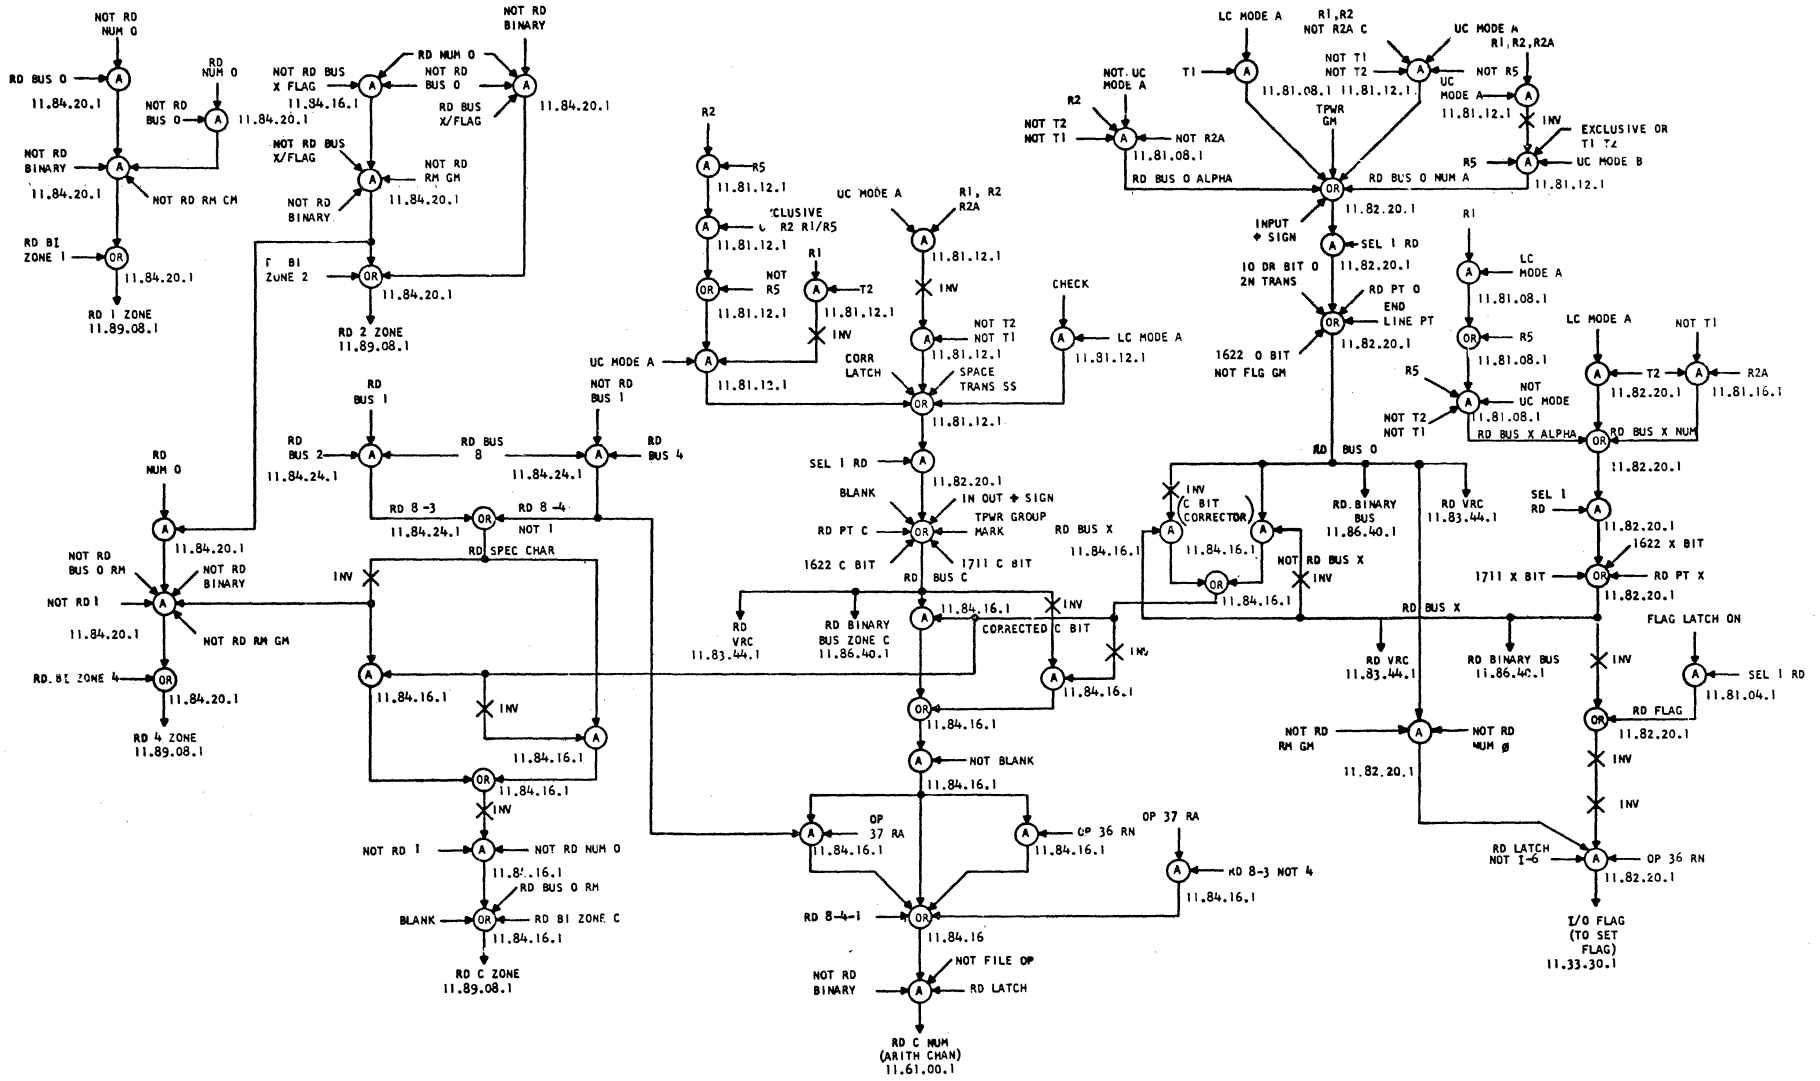 NOT RD
NUM O
RD BUS O
A
11.84.20.1
RD
NUM O
NOT RD
BUS O
A
11.84.20.1
NOT RD
BINARY
A
11.84.20.1
NOT RD RM CM
RD BI
ZONE 1
OR
11.84.20.1
RD 1 ZONE
11.89.08.1
NOT RD
BINARY
RD NUM O
NOT RD BUS
X FLAG
A
NOT RD
BUS O
A
11.84.16.1
11.84.20.1
RD BUS
X/FLAG
NOT RD BUS
X/FLAG
A
NOT RD
RM GM
11.84.20.1
NOT RD
BINARY
BI
ZONE 2
OR
11.84.20.1
RD 2 ZONE
11.89.08.1
R2
A
R5
11.81.12.1
A
R2 R1/R5
11.81.12.1
OR
NOT
R5
11.81.12.1
R1
A
T2
11.81.12.1
INV
UC MODE A
A
11.81.12.1
UC MODE A
R1, R2
R2A
A
11.81.12.1
INV
A
NOT T2
NOT T1
11.81.12.1
CHECK
A
LC MODE A
11.81.12.1
CORR
LATCH
SPACE
TRANS SS
OR
11.81.12.1
SEL 1 RD
A
11.82.20.1
BLANK
IN OUT + SIGN
TPWR GROUP
MARK
RD PT C
OR
1622 C BIT
1711 C BIT
RD BUS C
LC MODE A
T1
A
11.81.08.1
R1,R2
NOT R2A C
UC MODE A
NOT T1
NOT T2
A
NOT R5
11.81.12.1
R1,R2,R2A
UC
MODE A
A
11.81.12.1
INV
EXCLUSIVE OR
T1 T2
R5
A
UC MODE B
11.81.12.1
NOT UC
MODE A
R2
NOT T2
NOT T1
A
NOT R2A
11.81.08.1
TPWR
GM
RD BUS O ALPHA
OR
RD BUS O NUM A
11.82.20.1
INPUT
+ SIGN
A
SEL 1 RD
11.82.20.1
IO DR BIT O
2N TRANS
RD PT O
END
LINE PT
OR
11.82.20.1
1622 O BIT
NOT FLG GM
R1
A
LC
MODE A
11.81.08.1
OR
R5
11.81.08.1
R5
A
NOT
UC MODE
11.81.08.1
NOT T2
NOT T1
LC MODE A
NOT T1
A
T2
A
R2A
11.82.20.1
11.81.16.1
RD BUS X ALPHA
OR
RD BUS X NUM
11.82.20.1
SEL 1
RD
A
11.82.20.1
1622 X BIT
1711 X BIT
OR
RD PT X
11.82.20.1
RD BUS O
INV
(C BIT
CORRECTOR)
RD BUS X
11.84.16.1
A
A
11.84.16.1
RD BINARY
BUS
11.86.40.1
RD VRC
11.83.44.1
NOT RD BUS X
INV
OR
11.84.16.1
RD BUS X
RD VRC
11.83.44.1
RD BINARY BUS
11.86.40.1
INV
FLAG LATCH ON
A
SEL 1 RD
11.81.04.1
RD FLAG
OR
11.82.20.1
INV
INV
NOT RD
RM GM
A
NOT RD
NUM Ø
11.82.20.1
RD LATCH
NOT I-6
A
OP 36 RN
11.82.20.1
I/O FLAG
(TO SET
FLAG)
11.33.30.1
RD
BUS 1
NOT RD
BUS 1
RD
BUS 2
A
RD BUS
8
A
RD
BUS 4
11.84.24.1
11.84.24.1
RD 8-3
OR
RD 8-4
11.84.24.1
NOT 1
RD SPEC CHAR
INV
RD
NUM O
A
11.84.20.1
NOT RD
BUS O RM
NOT RD
BINARY
NOT RD 1
A
11.84.20.1
NOT RD RM GM
RD BI ZONE 4
OR
11.84.20.1
RD 4 ZONE
11.89.08.1
A
11.84.16.1
INV
A
11.84.16.1
OR
11.84.16.1
INV
NOT RD 1
A
NOT RD NUM O
11.84.16.1
RD BUS O RM
BLANK
OR
RD BI ZONE C
11.84.16.1
RD C ZONE
11.89.08.1
RD
VRC
11.83.44.1
RD BINARY
BUS ZONE C
11.86.40.1
A
11.84.16.1
INV
CORRECTED C BIT
INV
A
11.84.16.1
OR
11.84.16.1
A
NOT BLANK
11.84.16.1
A
OP
37 RA
11.84.16.1
A
OP 36 RN
11.84.16.1
OP 37 RA
A
RD 8-3 NOT 4
11.84.16.1
RD 8-4-1
OR
11.84.16
NOT FILE OP
NOT RD
BINARY
A
RD LATCH
RD C NUM
(ARITH CHAN)
11.61.00.1